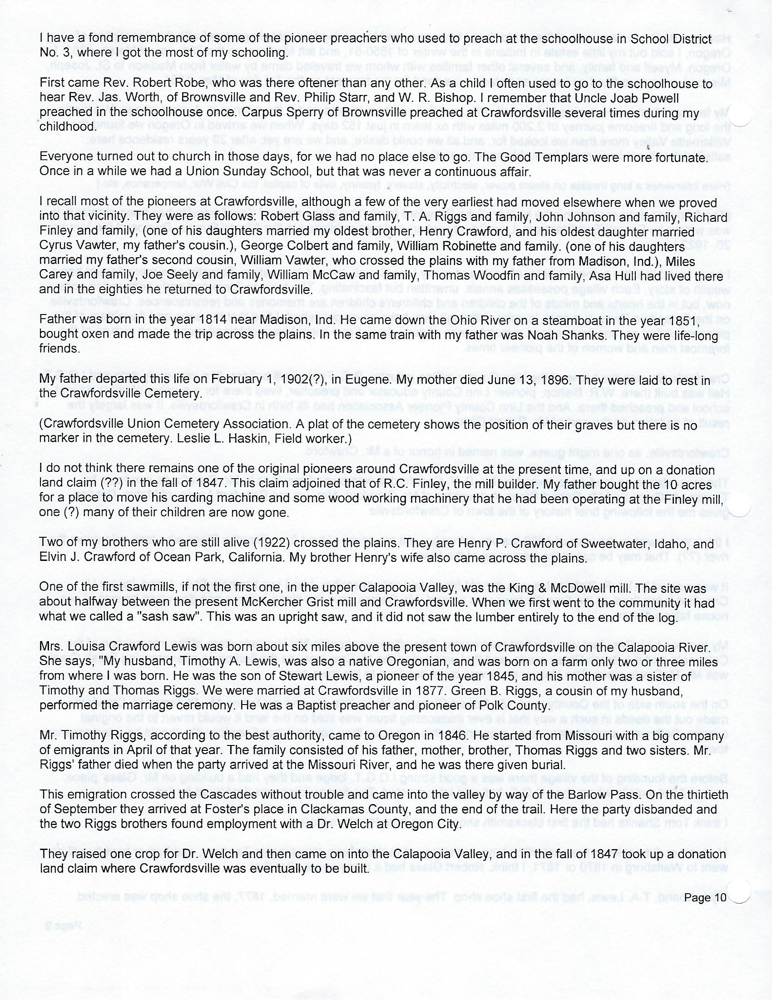 I have a fond remembrance of some of the pioneer preachers who used to preach at the schoolhouse in School District
No. 3, where I got the most of my schooling.
First came Rev. Robert Robe, who was there oftener than any other. As a child I often used to go to the schoolhouse to
hear Rev. Jas. Worth, of Brownsville and Rev. Philip Starr, and W. R. Bishop. I remember that Uncle Joab Powell
preached in the schoolhouse once. Carpus Sperry of Brownsville preached at Crawfordsville several times during my
childhood.
Everyone turned out to church in those days, for we had no place else to go. The Good Templars were more fortunate.
Once in a while we had a Union Sunday School, but that was never a continuous affair.
I recall most of the pioneers at Crawfordsville, although a few of the very earliest had moved elsewhere when we proved
into that vicinity. They were as follows: Robert Glass and family, T. A. Riggs and family, John Johnson and family, Richard
Finley and family, (one of his daughters married my oldest brother, Henry Crawford, and his oldest daughter married
Cyrus Vawter, my father's cousin.), George Colbert and family, William Robinette and family. (one of his daughters
married my father's second cousin, William Vawter, who crossed the plains with my father from Madison, Ind.), Miles
Carey and family, Joe Seely and family, William McCaw and family, Thomas Woodfin and family; Asa Hull had lived there
and in the eighties he returned to Crawfordsville.
Father was born in the year 1814 near Madison, Ind. He came down the Ohio River on a steamboat in the year 1851,
bought oxen and made the trip across the plains. In the same train with my father was Noah Shanks. They were life-long
friends.
My father departed this life on February 1, 1902(?), in Eugene. My mother died June 13, 1896. They were laid to rest in
the Crawfordsville Cemetery.
(Crawfordsville Union Cemetery Association. A plat of the cemetery shows the position of their graves but there is no
marker in the cemetery. Leslie L. Haskin, Field worker.)
I do not think there remains one of the original pioneers around Crawfordsville at the present time, and up on a donation
land claim (??) in the fall of 1847. This claim adjoined that of R.C. Finley, the mill builder. My father bought the 10 acres
for a place to move his carding machine and some wood working machinery that he had been operating at the Finley mill,
one (?) many of their children are now gone.
Two of my brothers who are still alive (1922) crossed the plains. They are Henry P. Crawford of Sweetwater, Idaho, and
Elvin J. Crawford of Ocean Park, California. My brother Henry's wife also came across the plains.
One of the first sawmills, if not the first one, in the upper Calapooia Valley, was the King & McDowell mill. The site was
about halfway between the present McKercher Grist mill and Crawfordsville. When we first went to the community it had
what we called a "sash saw". This was an upright saw, and it did not saw the lumber entirely to the end of the log.
Mrs. Louisa Crawford Lewis was born about six miles above the present town of Crawfordsville on the Calapooia River.
She says; "My husband, Timothy A. Lewis, was also a native Oregonian, and was born on a farm only two or three miles
from where I was born. He was the son of Stewart Lewis, a pioneer of the year 1845, and his mother was a sister of
Timothy and Thomas Riggs. We were married at Crawfordsville in 1877. Green B. Riggs, a cousin of my husband,
performed the marriage ceremony. He was a Baptist preacher and pioneer of Polk County.
Mr. Timothy Riggs, according to the best authority, came to Oregon in 1846. He started from Missouri with a big company
of emigrants in April of that year. The family consisted of his father, mother, brother, Thomas Riggs and two sisters. Mr.
Riggs' father died when the party arrived at the Missouri River, and he was there given burial.
This emigration crossed the Cascades without trouble and came into the valley by way of the Barlow Pass. On the thirtieth
of September they arrived at Foster's place in Clackamas County, and the end of the trail. Here the party disbanded and
the two Riggs brothers found employment with a Dr. Welch at Oregon City.
They raised one crop for Dr. Welch and then came on into the Calapooia Valley, and in the fall of 1847 took up a donation
land claim where Crawfordsville was eventually to be built.
Page 10